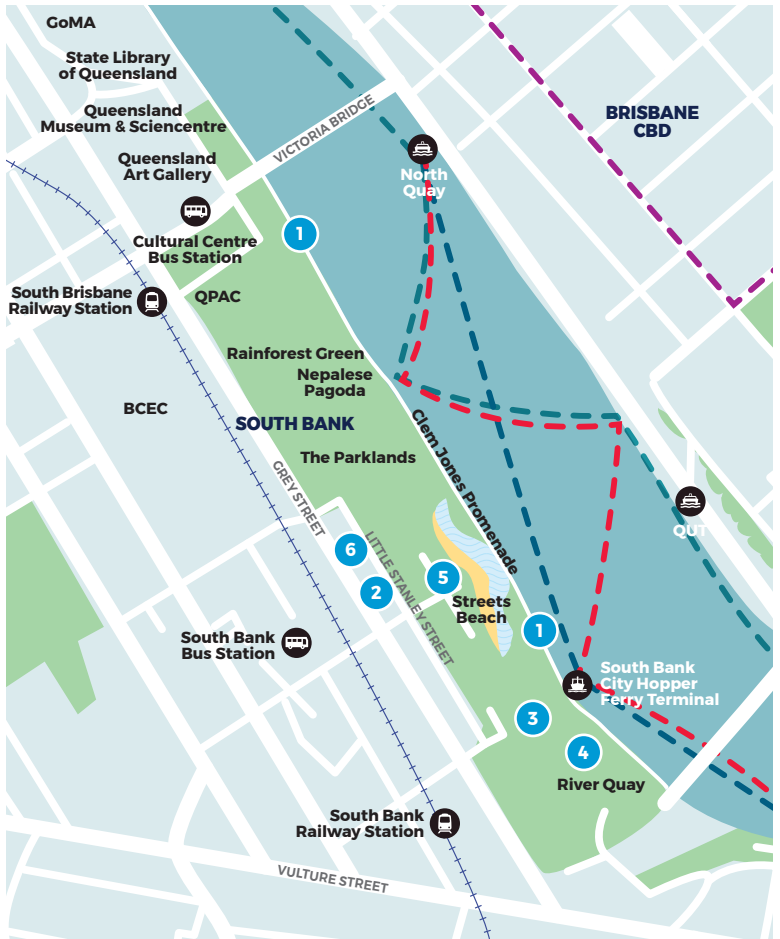 GoMA
State Library
of Queensland
Queensland
Museum & Sciencentre
Queensland
Art Gallery
VICTORIA BRIDGE
BRISBANE
CBD
North
Quay
Cultural Centre
Bus Station
1
South Brisbane
Railway Station
QPAC
Rainforest Green
Nepalese
Pagoda
BCEC
SOUTH BANK
The Parklands
Clem Jones Promenade
GREY STREET
LITTLE STANLEY STREET
QUT
6
5
2
Streets
Beach
1
South Bank
Bus Station
South Bank
City Hopper
Ferry Terminal
3
4
River Quay
South Bank
Railway Station
VULTURE STREET